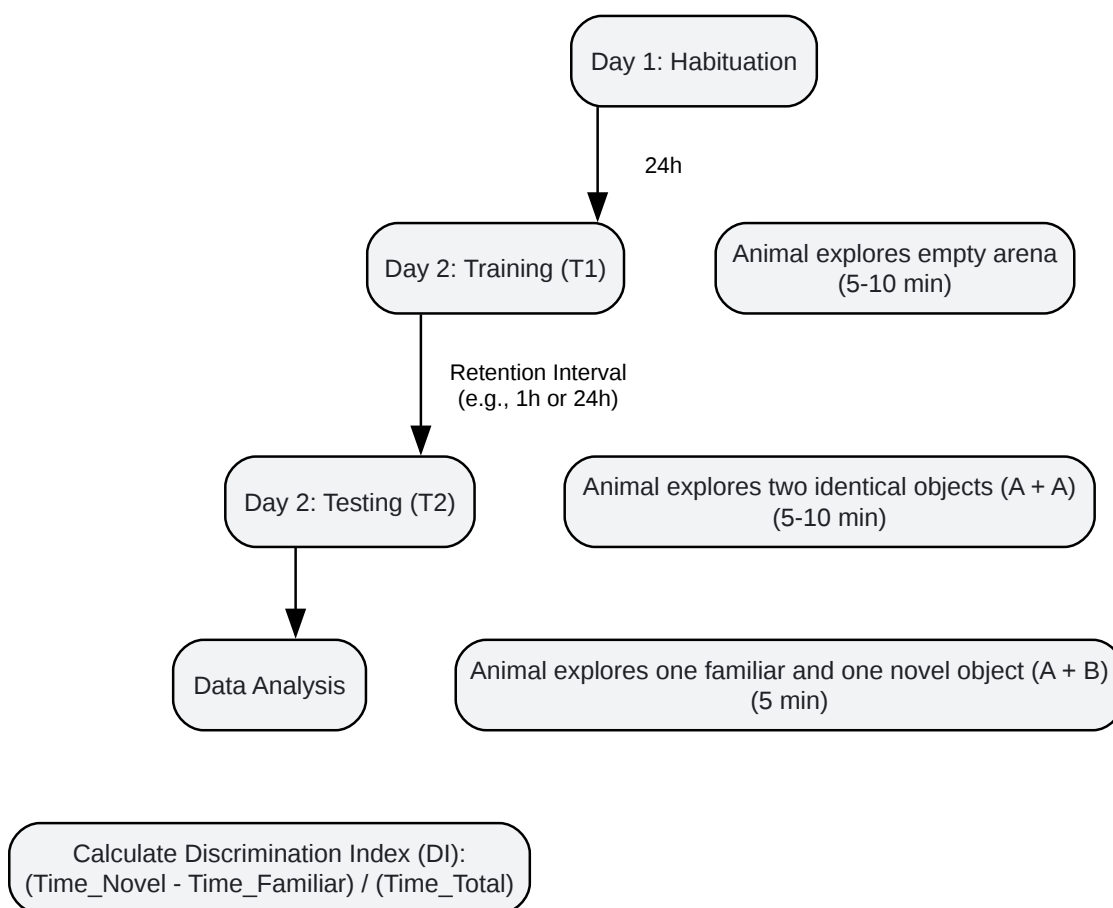 Day 1: Habituation
24h
Day 2: Training (T1)
Animal explores empty arena
(5-10 min)
Retention Interval
(e.g., 1h or 24h)
Day 2: Testing (T2)
Animal explores two identical objects (A + A)
(5-10 min)
Data Analysis
Animal explores one familiar and one novel object (A + B)
(5 min)
Calculate Discrimination Index (DI):
(Time_Novel - Time_Familiar) / (Time_Total)